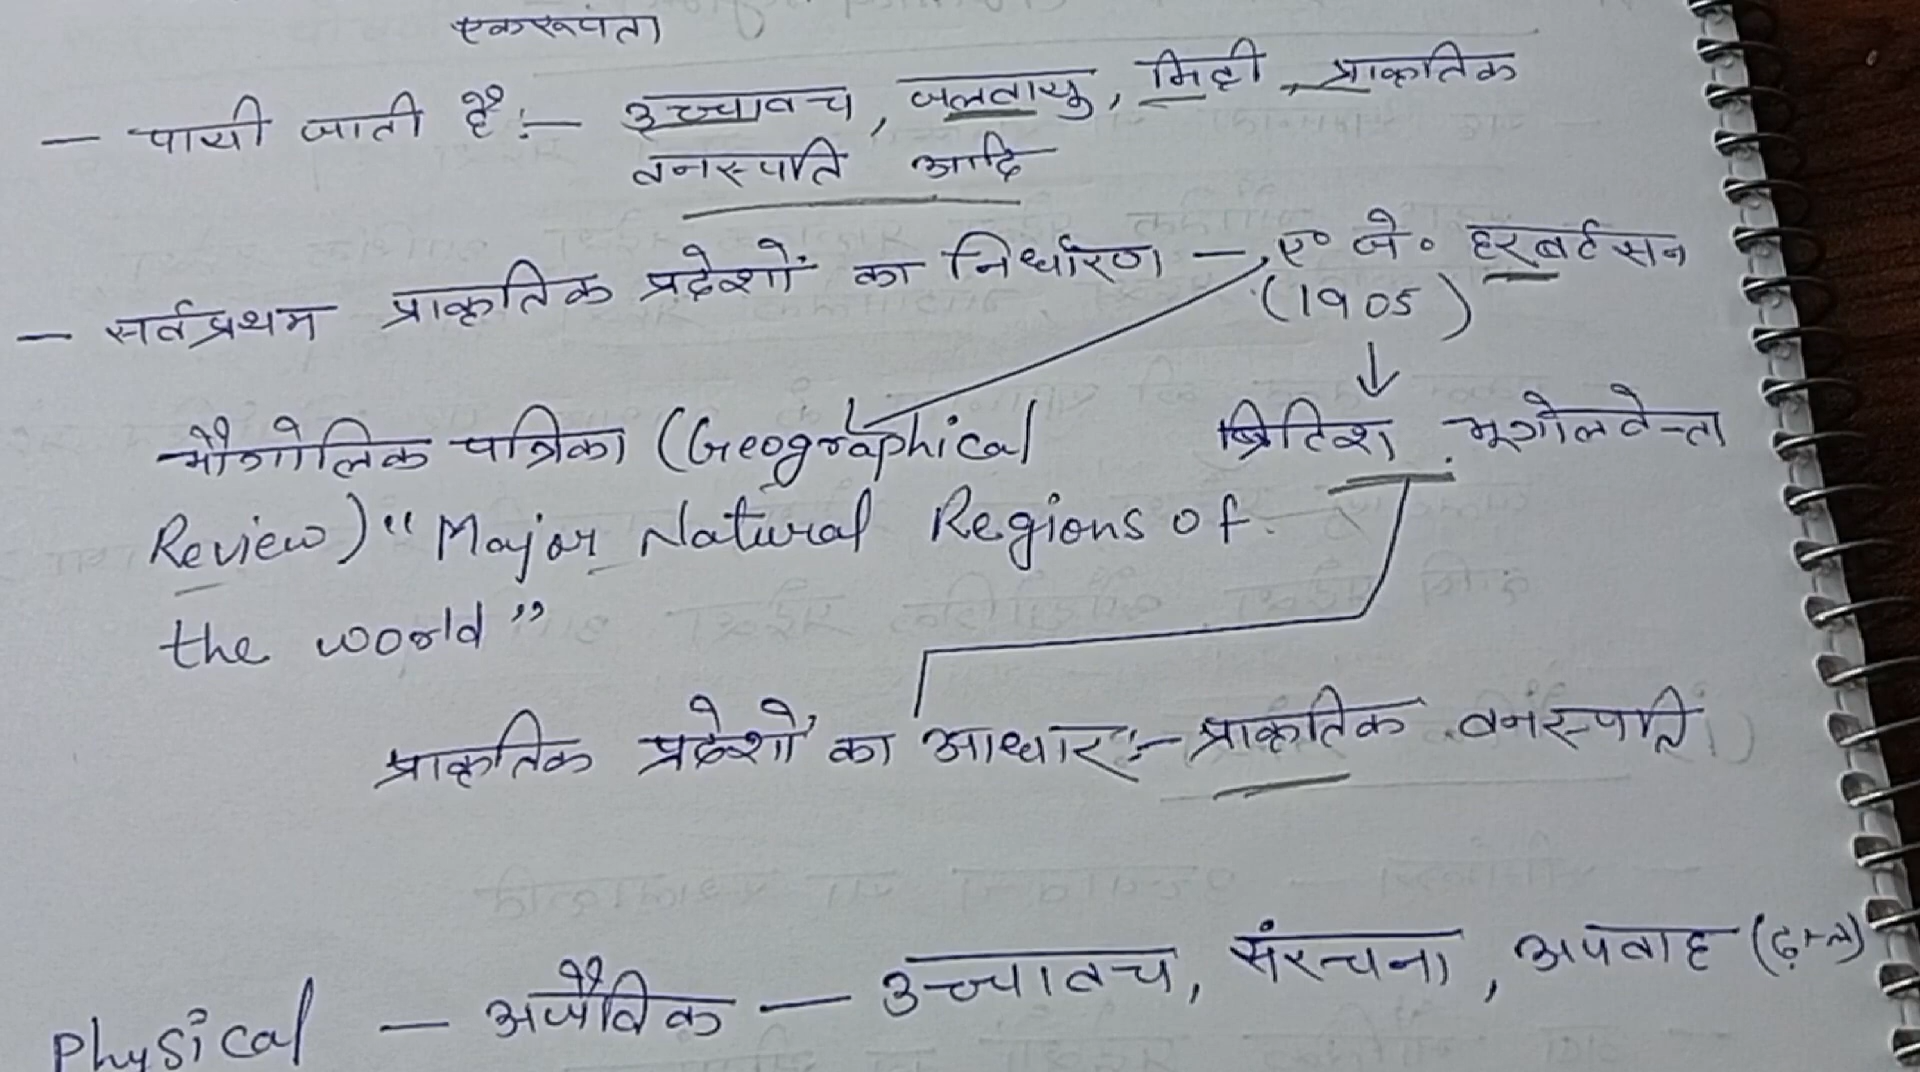 एकरूपता
- पायी जाती है :- उच्चावच, जलवायु, मिट्टी, प्राकृतिक
वनस्पति आदि
- सर्वप्रथम प्राकृतिक प्रदेशों का निर्धारण - ए० जे० हरबर्टसन
(1905)
भौगोलिक पत्रिका (Geographical ब्रिटिश भूगोलवेत्ता
Review) "Major Natural Regions of
the world"
प्राकृतिक प्रदेशों का आधार :- प्राकृतिक वनस्पति
Physical - अजैविक - उच्चावच, संरचना, अपवाह (ढ़ाल)